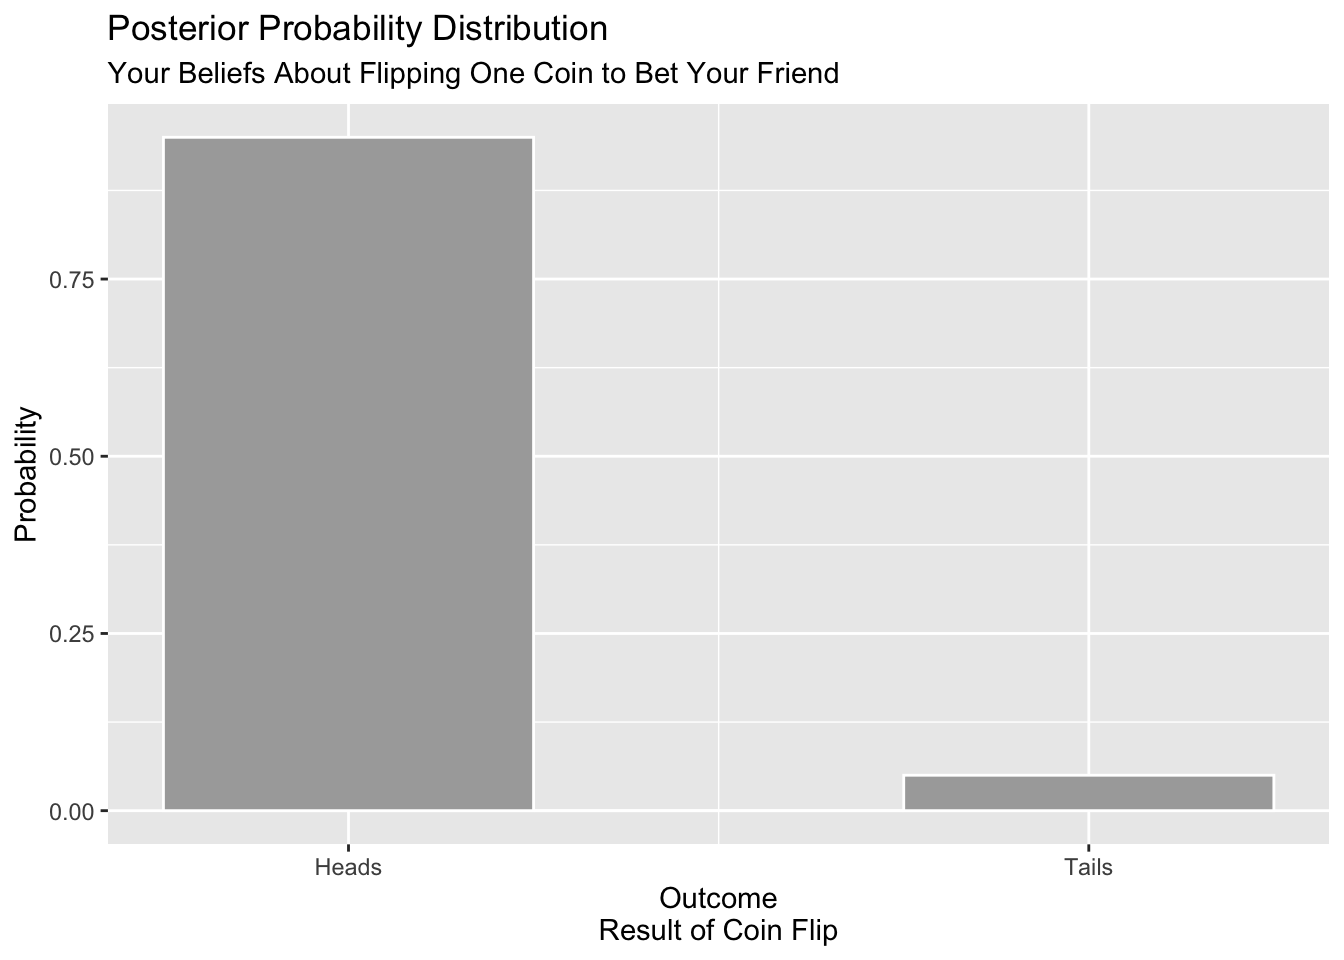 Posterior Probability Distribution
Your Beliefs About Flipping One Coin to Bet Your Friend
Probability
0.75
0.50
0.25
0.00
Heads
Tails
Outcome
Result of Coin Flip